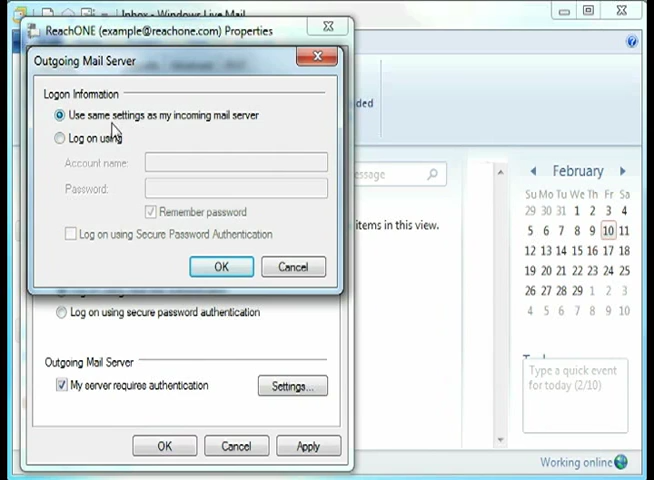 Inbox - Windows Live Mail
ReachONE (example@reachone.com) Properties
Outgoing Mail Server
Logon Information
Use same settings as my incoming mail server
Log on using
Account name:
Password:
Remember password
Log on using Secure Password Authentication
OK Cancel
Log on using secure password authentication
Outgoing Mail Server
My server requires authentication
Settings...
OK Cancel Apply
items in this view.
February
Su Mo Tu We Th Fr Sa
29 30 31 1 2 3 4
5 6 7 8 9 10 11
12 13 14 15 16 17 18
19 20 21 22 23 24 25
26 27 28 29 1 2 3
4 5 6 7 8 9 10
Type a quick event
for today (2/10)
Working online